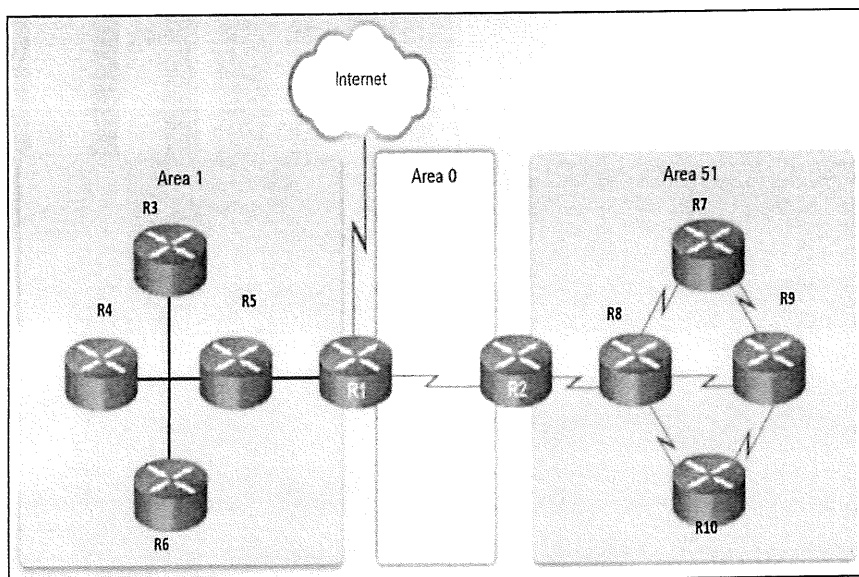 Internet
Area 1
Area 0
Area 51
R3
R7
R4
R5
R8
R9
R1
R2
R6
R10